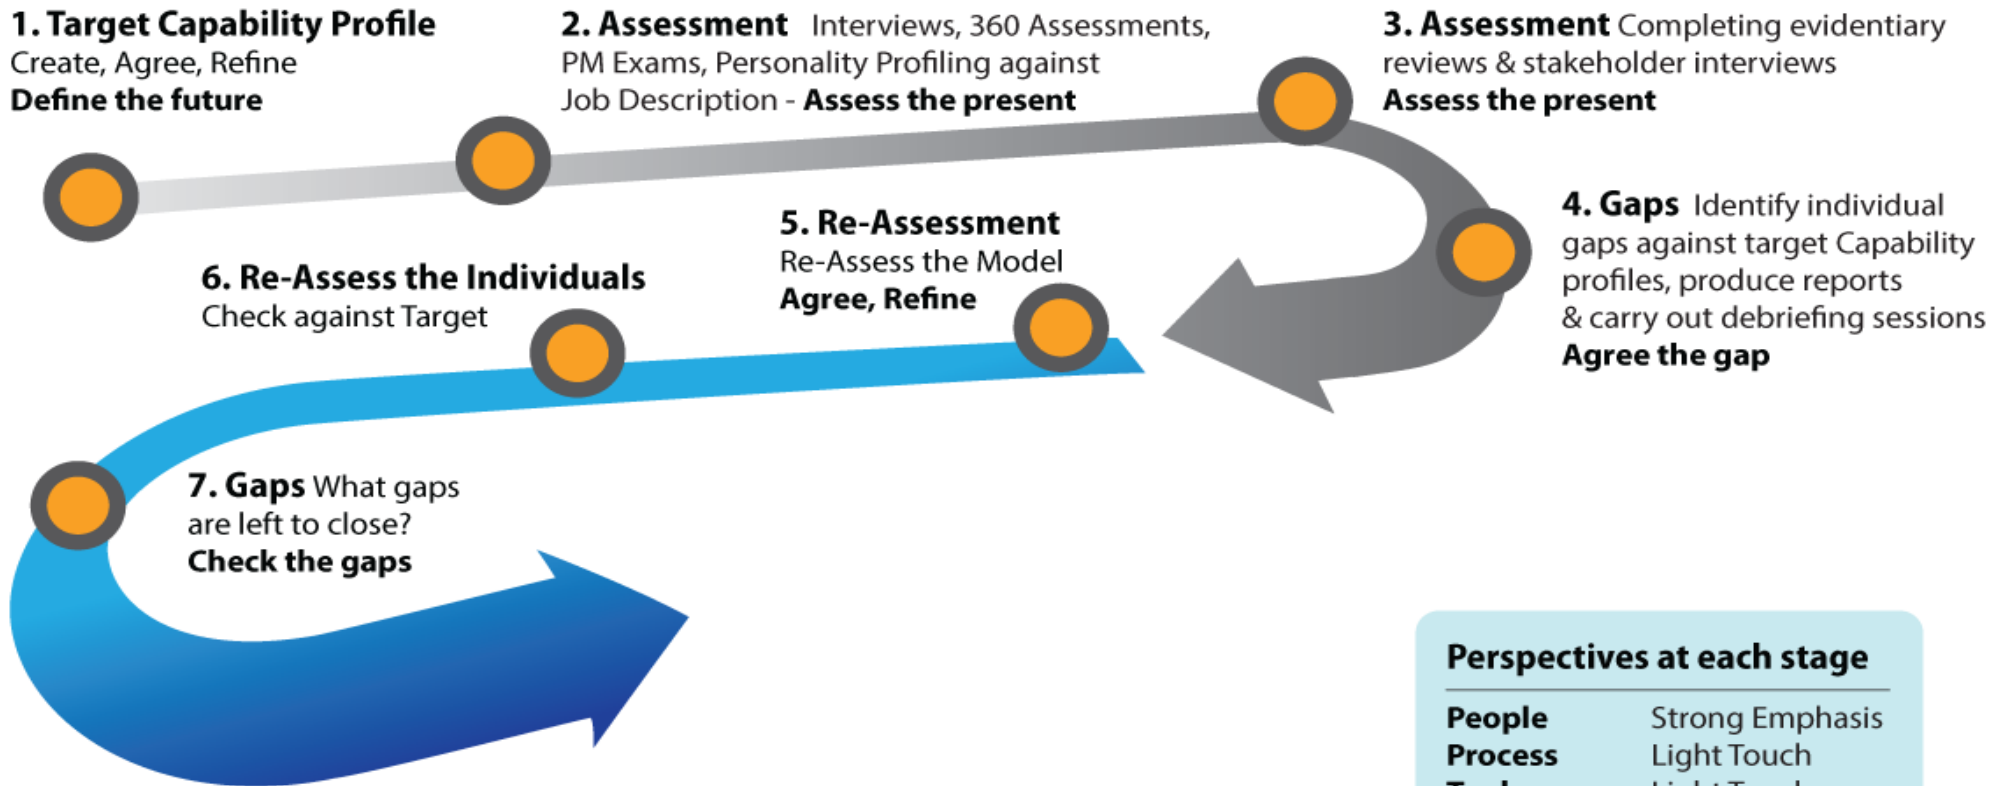 1. Target Capability Profile
Create, Agree, Refine
Define the future
2. Assessment Interviews, 360 Assessments,
PM Exams, Personality Profiling against
Job Description - Assess the present
3. Assessment Completing evidentiary
reviews & stakeholder interviews
Assess the present
4. Gaps Identify individual
gaps against target Capability
profiles, produce reports
& carry out debriefing sessions
Agree the gap
5. Re-Assessment
Re-Assess the Model
Agree, Refine
6. Re-Assess the Individuals
Check against Target
7. Gaps What gaps
are left to close?
Check the gaps
Perspectives at each stage
People Strong Emphasis
Process Light Touch